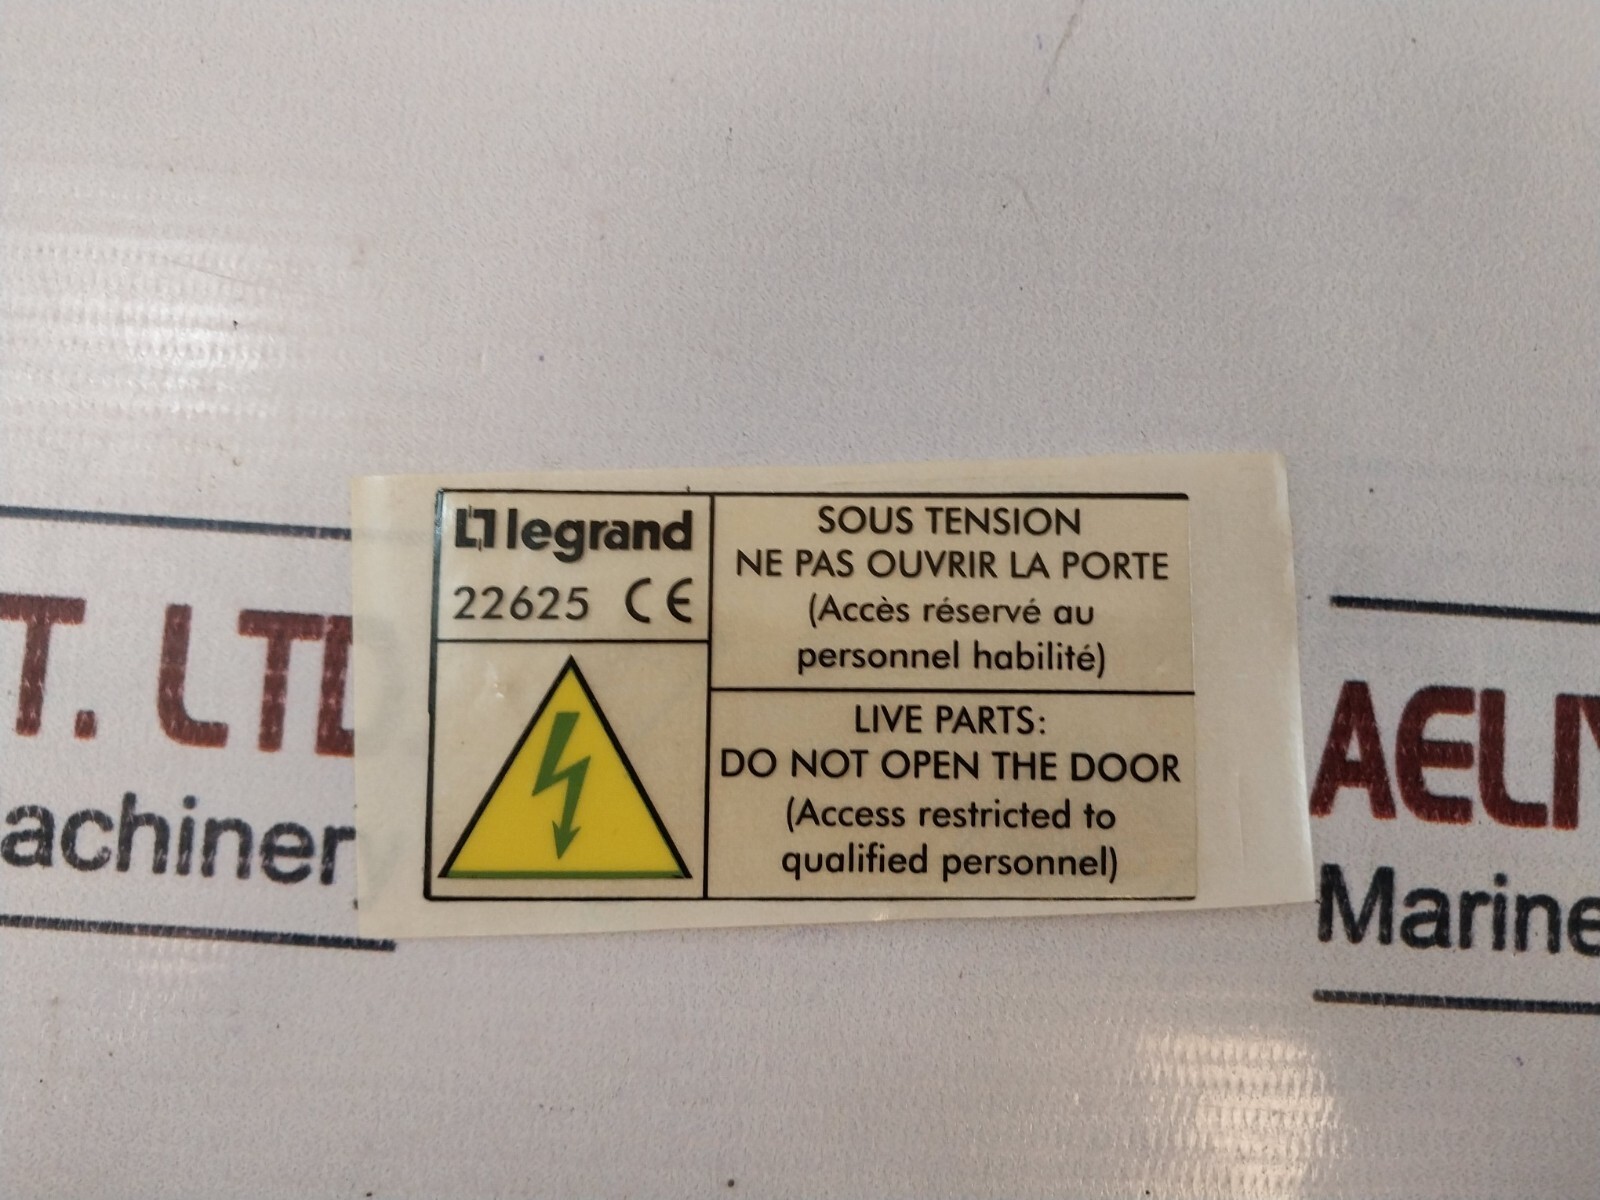 legrand
22625 CE
SOUS TENSION
NE PAS OUVRIR LA PORTE
(Accès réservé au
personnel habilité)
LIVE PARTS:
DO NOT OPEN THE DOOR
(Access restricted to
qualified personnel)
T. LTD
achiner
AELIY
Marine